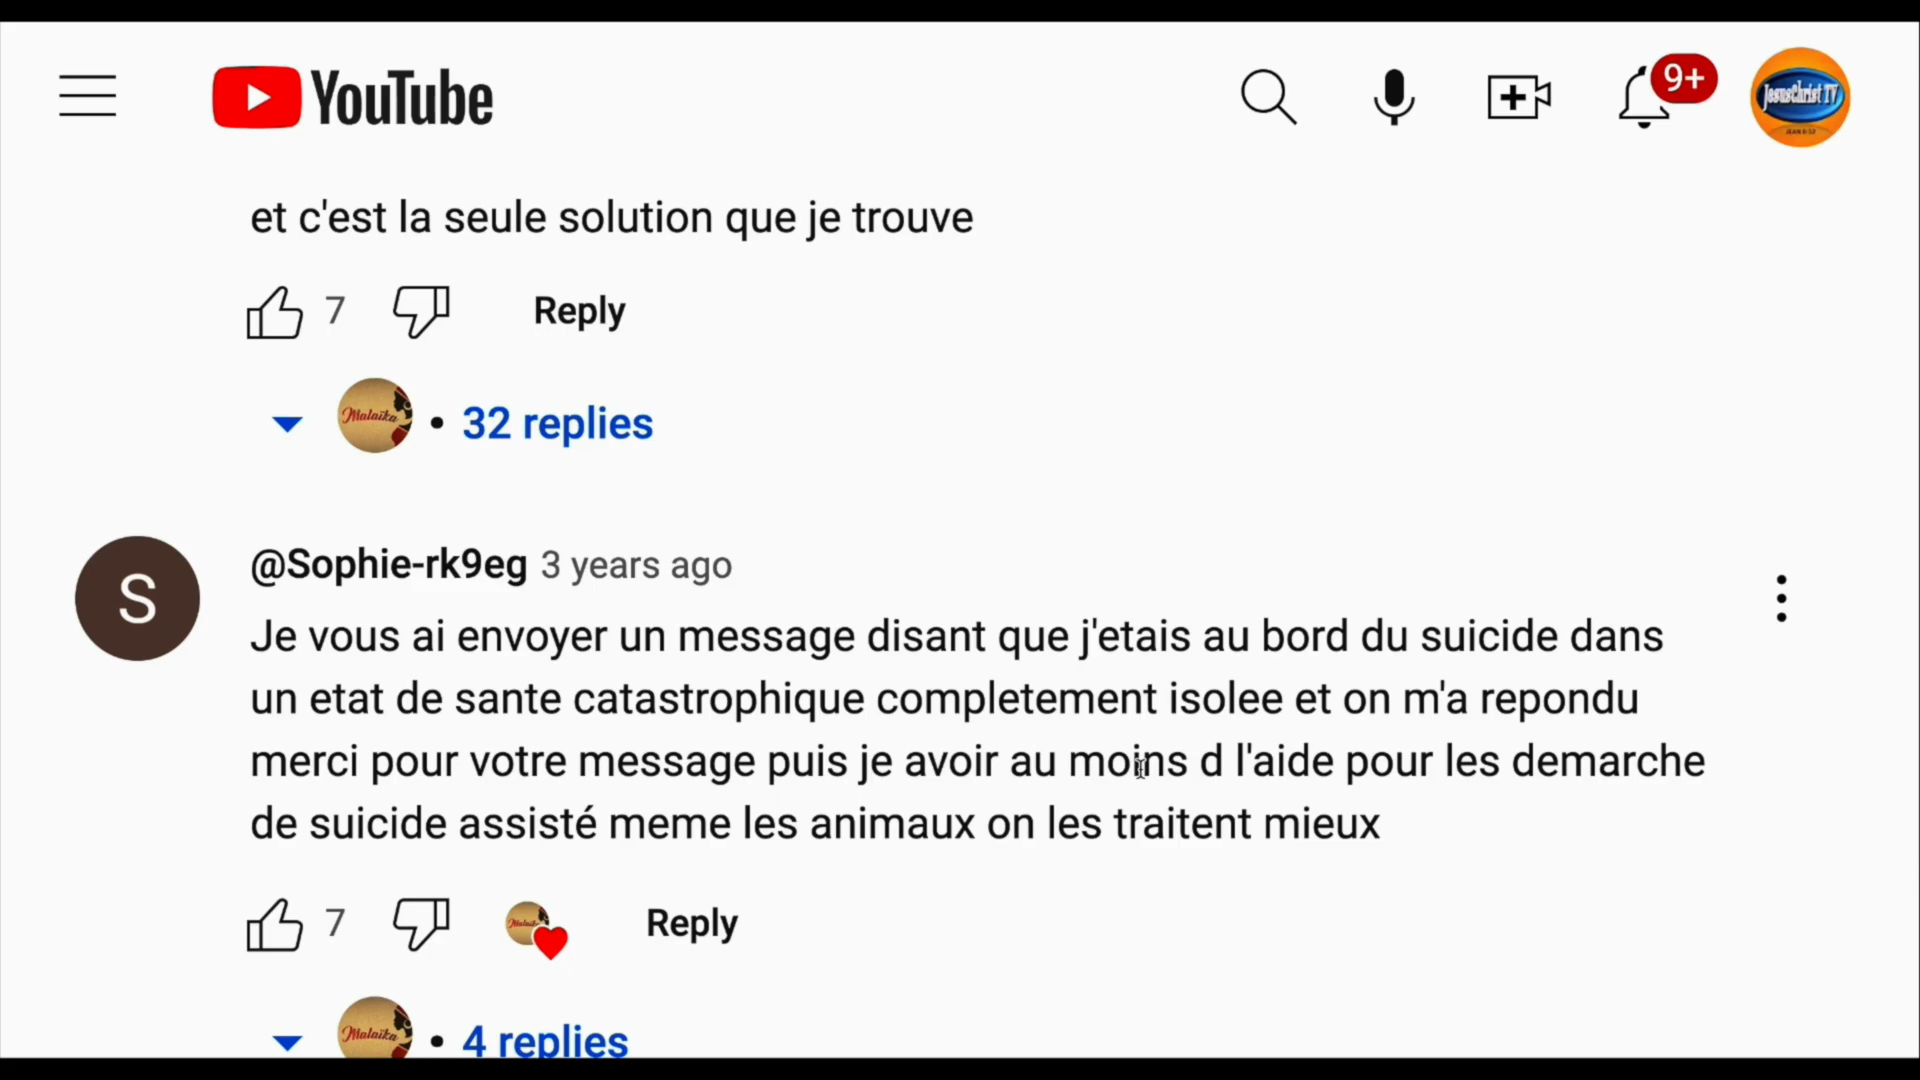 YouTube
9+
JesusChrist TV
et c'est la seule solution que je trouve
7
Reply
Malaïka
• 32 replies
S
@Sophie-rk9eg 3 years ago
Je vous ai envoyer un message disant que j'etais au bord du suicide dans
un etat de sante catastrophique completement isolee et on m'a repondu
merci pour votre message puis je avoir au moins d l'aide pour les demarche
de suicide assisté meme les animaux on les traitent mieux
7
Reply
Malaïka
• 4 replies